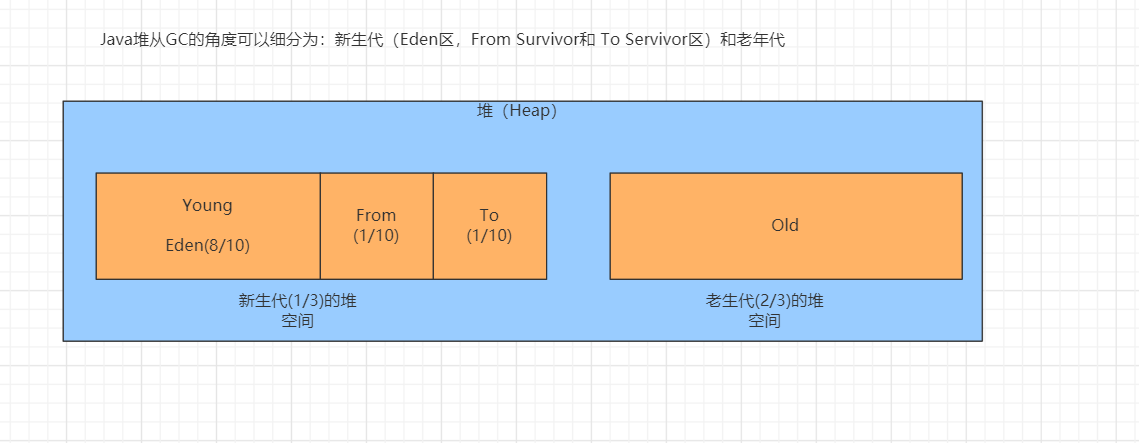 Java堆从GC的角度可以细分为：新生代（Eden区，From Survivor和 To Servivor区）和老年代
堆（Heap）
Young
Eden(8/10)
From
(1/10)
To
(1/10)
Old
新生代(1/3)的堆
空间
老生代(2/3)的堆
空间